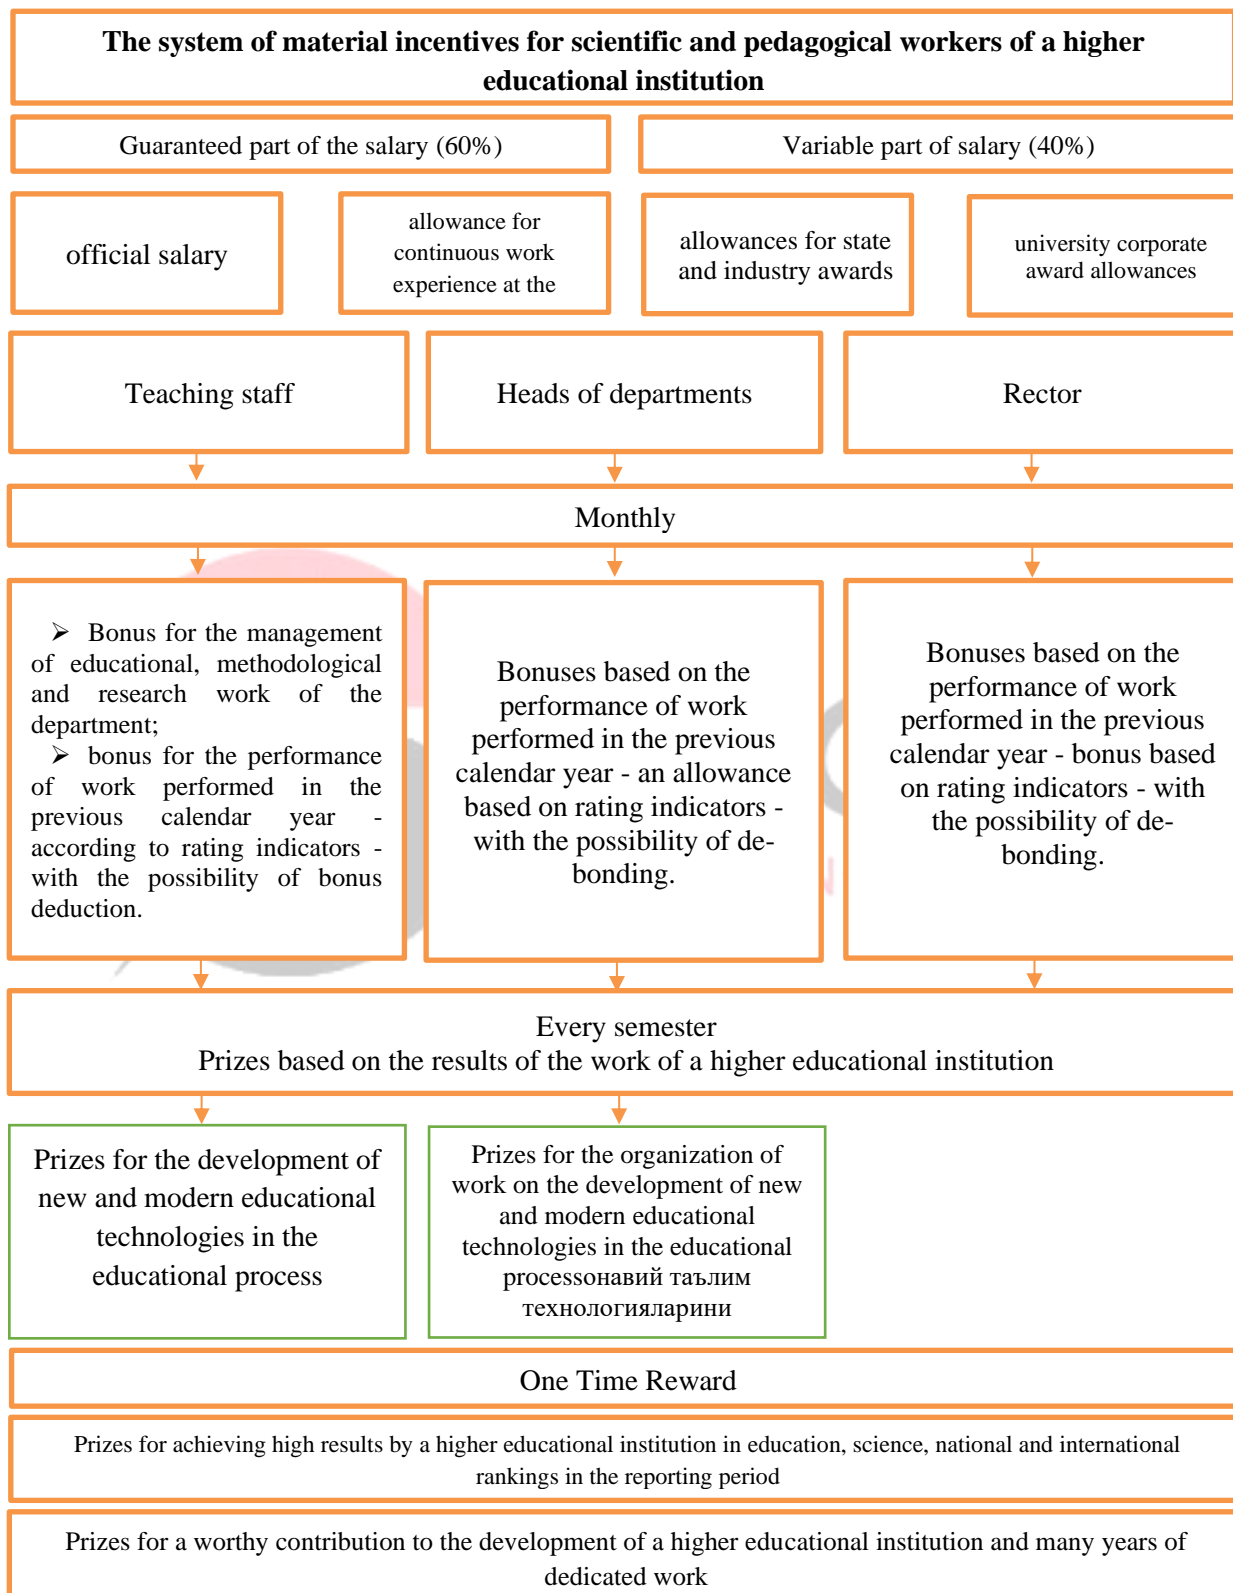 The system of material incentives for scientific and pedagogical workers of a higher
educational institution
Guaranteed part of the salary (60%)
Variable part of salary (40%)
official salary
allowance for
continuous work
experience at the
allowances for state
and industry awards
university corporate
award allowances
Teaching staff
Heads of departments
Rector
Monthly
➢ Bonus for the management
of educational, methodological
and research work of the
department;
➢ bonus for the performance
of work performed in the
previous calendar year -
according to rating indicators -
with the possibility of bonus
deduction.
Bonuses based on the
performance of work
performed in the previous
calendar year - an allowance
based on rating indicators -
with the possibility of de-
bonding.
Bonuses based on the
performance of work
performed in the previous
calendar year - bonus based
on rating indicators - with
the possibility of de-
bonding.
Every semester
Prizes based on the results of the work of a higher educational institution
Prizes for the development of
new and modern educational
technologies in the
educational process
Prizes for the organization of
work on the development of new
and modern educational
technologies in the educational
processонавий таълим
технологияларини
One Time Reward
Prizes for achieving high results by a higher educational institution in education, science, national and international
rankings in the reporting period
Prizes for a worthy contribution to the development of a higher educational institution and many years of
dedicated work